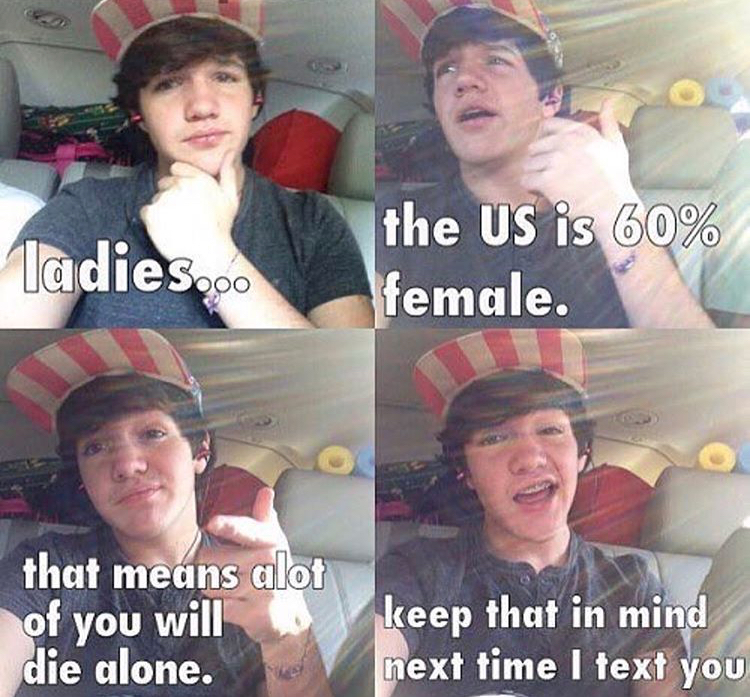 ladies...
the US is 60%
female.
that means alot
of you will
die alone.
keep that in mind
next time I text you